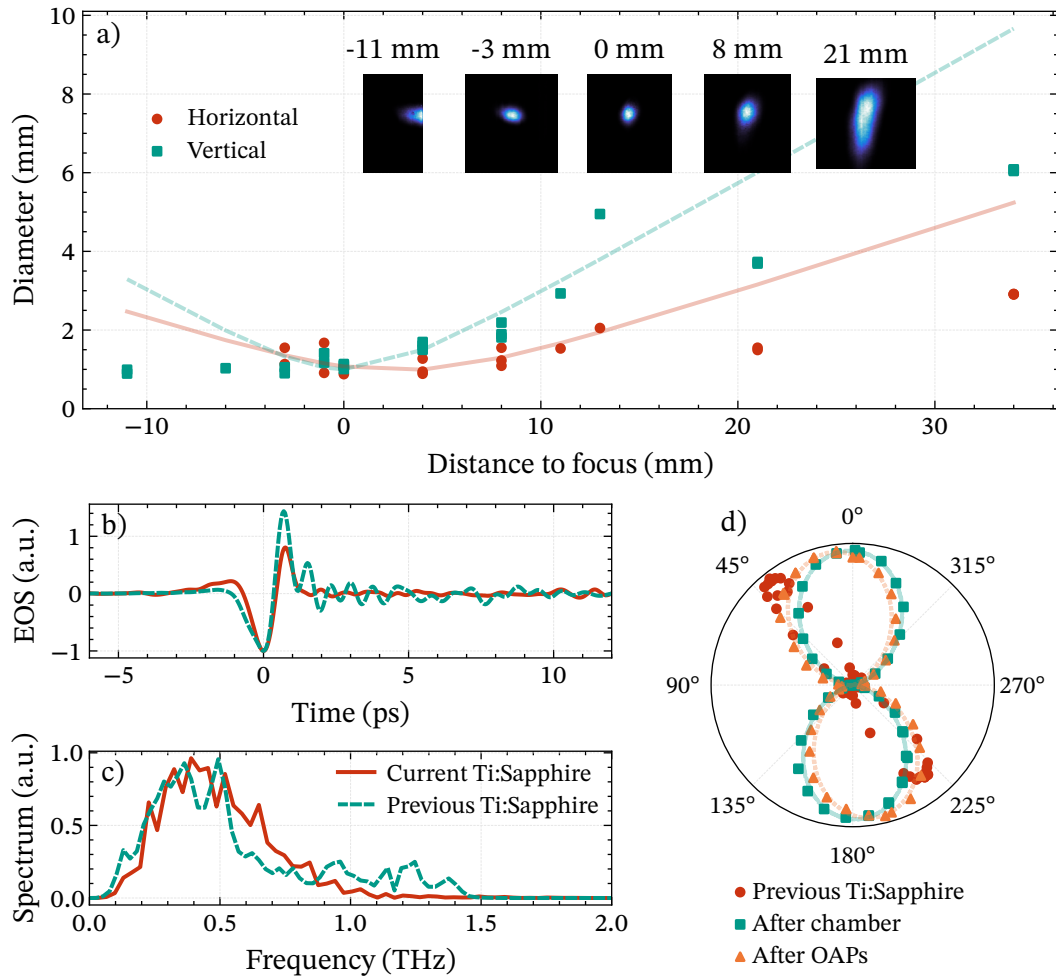 a)
-11 mm
-3 mm
0 mm
8 mm
21 mm
Horizontal
Vertical
Diameter (mm)
10
8
6
4
2
0
−10
0
10
20
30
Distance to focus (mm)
b)
EOS (a.u.)
1
0
−1
−5
0
5
10
Time (ps)
c)
Spectrum (a.u.)
1.0
0.5
0.0
0.0
0.5
1.0
1.5
2.0
Frequency (THz)
Current Ti:Sapphire
Previous Ti:Sapphire
d)
0°
45°
315°
90°
270°
135°
225°
180°
Previous Ti:Sapphire
After chamber
After OAPs